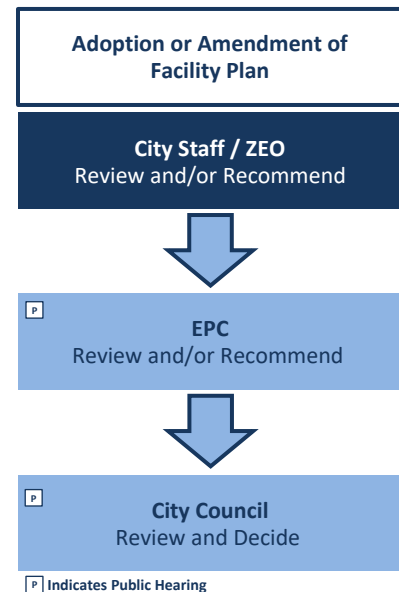 Adoption or Amendment of
Facility Plan
City Staff / ZEO
Review and/or Recommend
P
EPC
Review and/or Recommend
P
City Council
Review and Decide
P Indicates Public Hearing